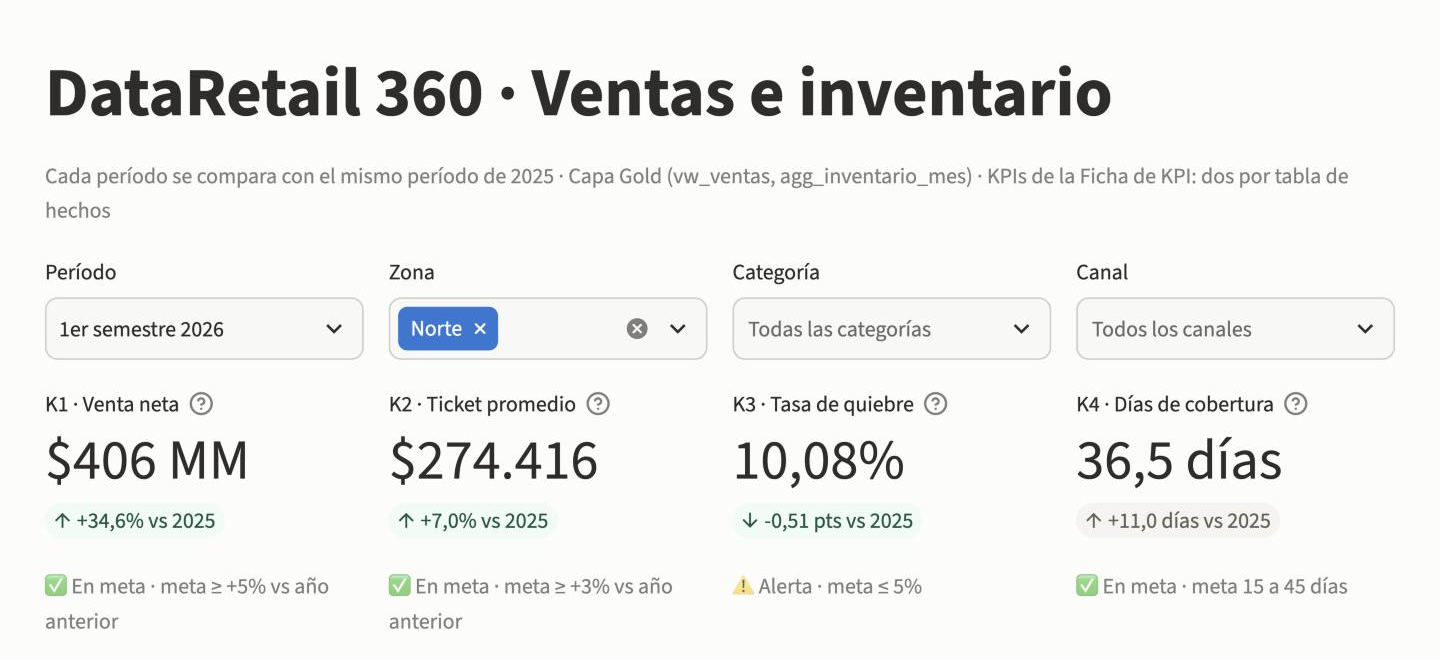 DataRetail 360 · Ventas e inventario
Cada período se compara con el mismo período de 2025 · Capa Gold (vw_ventas, agg_inventario_mes) · KPIs de la Ficha de KPI: dos por tabla de
hechos
Período
Zona
Categoría
Canal
1er semestre 2026
Norte
Todas las categorías
Todos los canales
K1 · Venta neta
K2 · Ticket promedio
K3 · Tasa de quiebre
K4 · Días de cobertura
$406 MM
$274.416
10,08%
36,5 días
↑ +34,6% vs 2025
↑ +7,0% vs 2025
↓ -0,51 pts vs 2025
↑ +11,0 días vs 2025
✅ En meta · meta ≥ +5% vs año
anterior
✅ En meta · meta ≥ +3% vs año
anterior
⚠️ Alerta · meta ≤ 5%
✅ En meta · meta 15 a 45 días